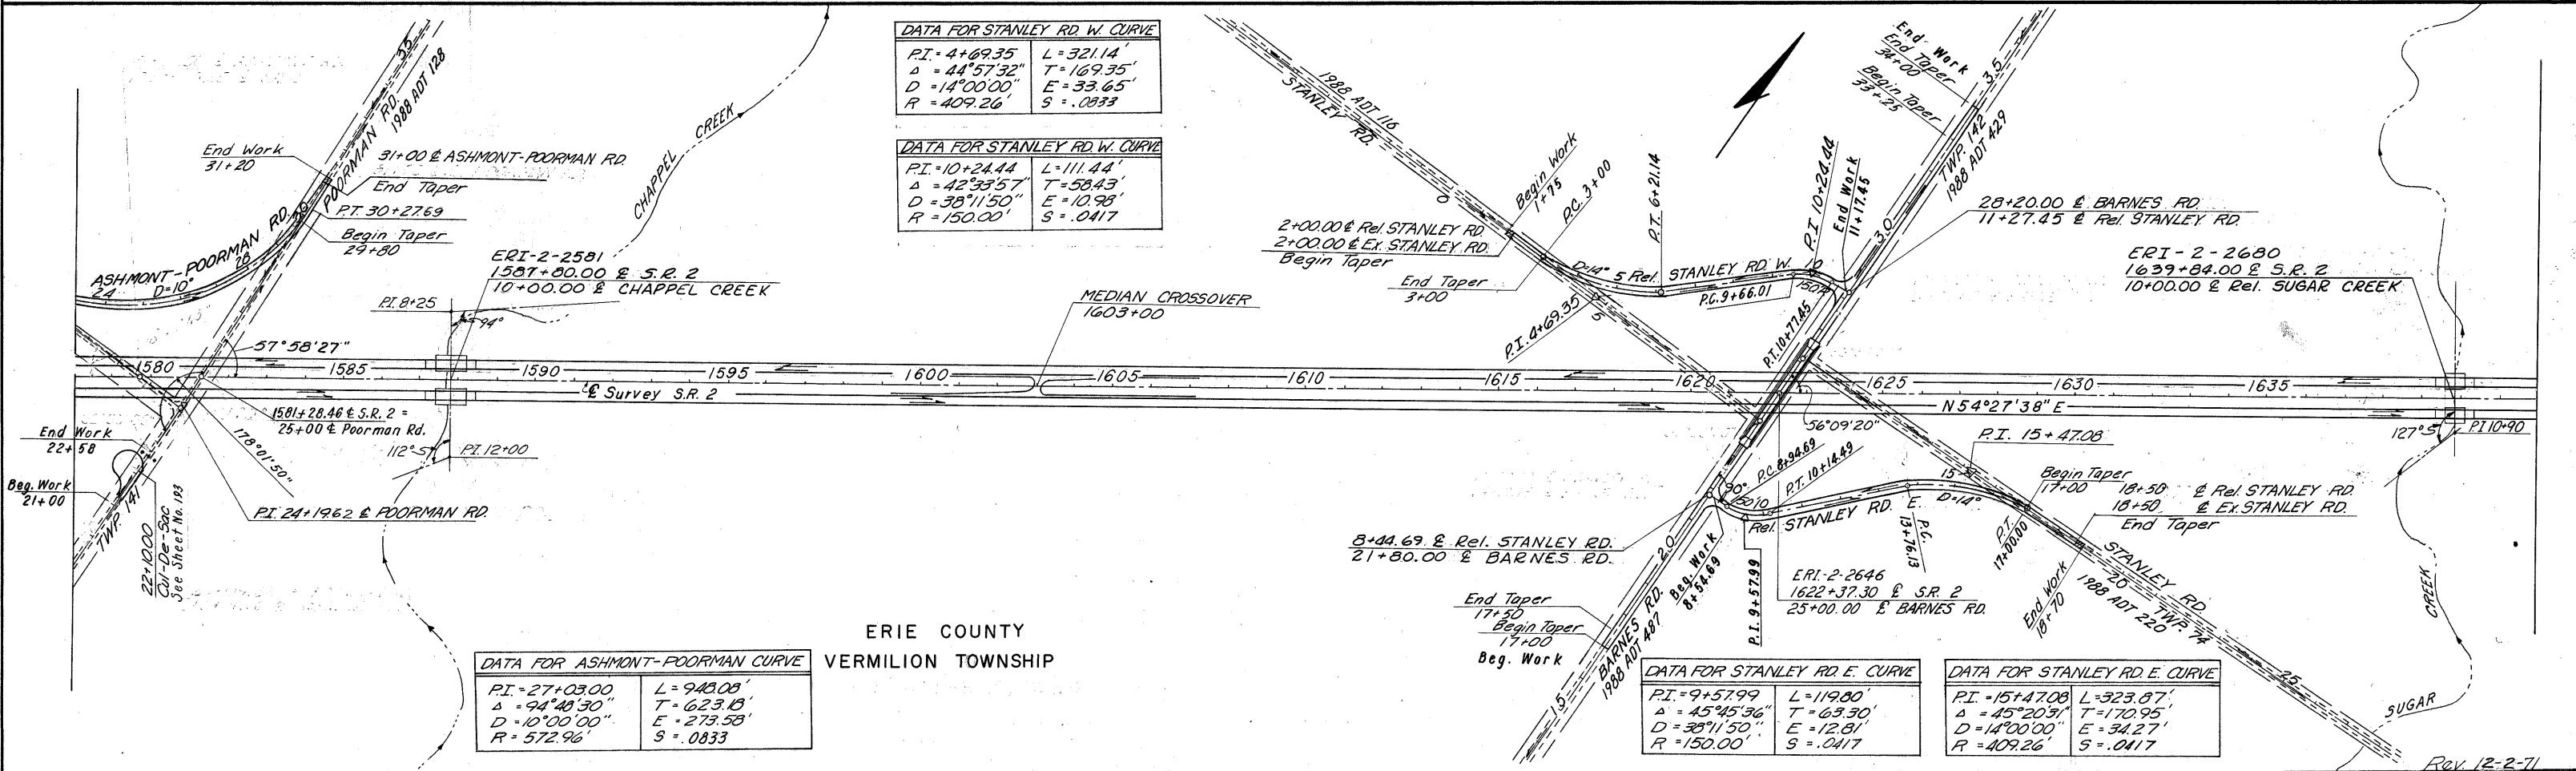 DATA FOR STANLEY RD. W. CURVE
P.I. = 4+69.35
Δ = 44°57'32"
D = 14°00'00"
R = 409.26'
L = 321.14'
T = 169.35'
E = 33.65'
S = .0833
DATA FOR STANLEY RD. W. CURVE
P.I. = 10+24.44
Δ = 42°33'57"
D = 38°11'50"
R = 150.00'
L = 111.44'
T = 58.43'
E = 10.98'
S = .0417
35
POORMAN RD.
1988 ADT 128
End Work
31+20
31+00 ℄ ASHMONT-POORMAN RD.
End Taper
P.T. 30+27.69
Begin Taper
29+80
30
ASHMONT-POORMAN RD.
24
28
D=10°
CHAPPEL
CREEK
ERI-2-2581
1587+80.00 ℄ S.R. 2
10+00.00 ℄ CHAPPEL CREEK
P.I. 8+25
94°
57°58'27"
MEDIAN CROSSOVER
1603+00
1580
1585
1590
1595
1600
1605
1610
1615
1620
1625
1630
1635
℄ Survey S.R. 2
N 54°27'38" E
1581+28.46 ℄ S.R. 2 =
25+00 ℄ Poorman Rd.
End Work
22+58
Beg. Work
21+00
178°01'50"
112°S
P.I. 12+00
P.I. 24+19.62 ℄ POORMAN RD.
TWP. 141
22+10.00
Cul-De-Sac
See Sheet No. 193
1988 ADT 116
STANLEY RD.
0
Begin Work
1+75
P.C. 3+00
2+00.00 ℄ Rel. STANLEY RD.
2+00.00 ℄ Ex. STANLEY RD.
Begin Taper
End Taper
3+00
D=14°
5
Rel. STANLEY RD. W.
P.T. 6+21.14
P.C. 9+66.01
P.I. 4+69.35
5
10
150'R
P.I. 10+24.44
End Work
11+17.45
P.T. 10+77.45
End Work
End Taper
34+00
Begin Taper
33+25
35
TWP. 142
1988 ADT 429
30
28+20.00 ℄ BARNES RD.
11+27.45 ℄ Rel. STANLEY RD.
ERI-2-2680
1639+84.00 ℄ S.R. 2
10+00.00 ℄ Rel. SUGAR CREEK
127°S
P.I. 10+90
56°09'20"
P.I. 15+47.08
P.C. 8+94.69
P.T. 10+14.49
90°
150'
10
15
D=14°
Rel. STANLEY RD. E.
P.C.
13+76.13
P.T.
17+00.00
Begin Taper
17+00
18+50 ℄ Rel. STANLEY RD.
18+50 ℄ Ex. STANLEY RD.
End Taper
8+44.69 ℄ Rel. STANLEY RD.
21+80.00 ℄ BARNES RD.
20
Beg. Work
8+54.69
P.I. 9+57.99
ERI-2-2646
1622+37.30 ℄ S.R. 2
25+00.00 ℄ BARNES RD.
End Work
18+70
STANLEY RD.
20
TWP. 74
1988 ADT 220
25
End Taper
17+50
Begin Taper
17+00
Beg. Work
BARNES RD.
1988 ADT 487
15
CREEK
SUGAR
ERIE COUNTY
VERMILION TOWNSHIP
DATA FOR ASHMONT-POORMAN CURVE
P.I. = 27+03.00
Δ = 94°48'30"
D = 10°00'00"
R = 572.96'
L = 948.08'
T = 623.18'
E = 273.58'
S = .0833
DATA FOR STANLEY RD. E. CURVE
P.I. = 9+57.99
Δ = 45°45'36"
D = 38°11'50"
R = 150.00'
L = 119.80'
T = 63.30'
E = 12.81'
S = .0417
DATA FOR STANLEY RD. E. CURVE
P.I. = 15+47.08
Δ = 45°20'31"
D = 14°00'00"
R = 409.26'
L = 323.87'
T = 170.95'
E = 34.27'
S = .0417
Rev. 12-2-71